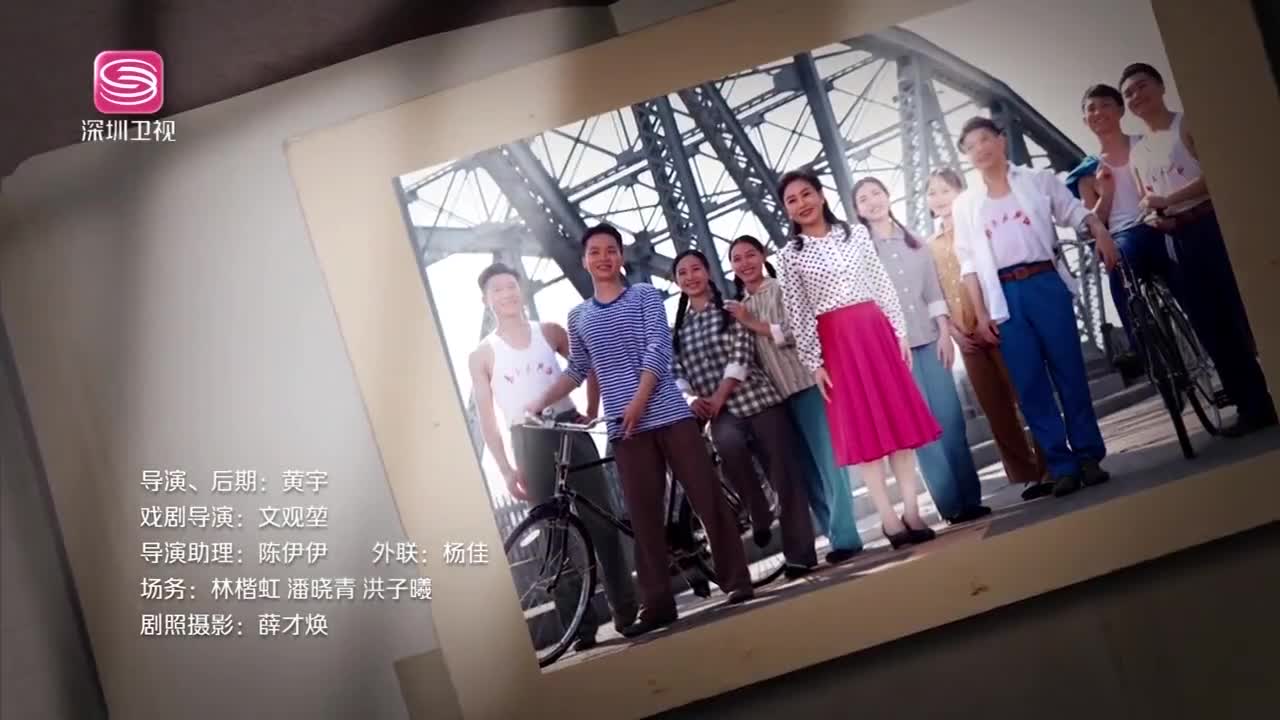 深圳卫视
导演、后期：黄宇
戏剧导演：文观堃
导演助理：陈伊伊 外联：杨佳
场务：林楷虹 潘晓青 洪子曦
剧照摄影：薛才焕